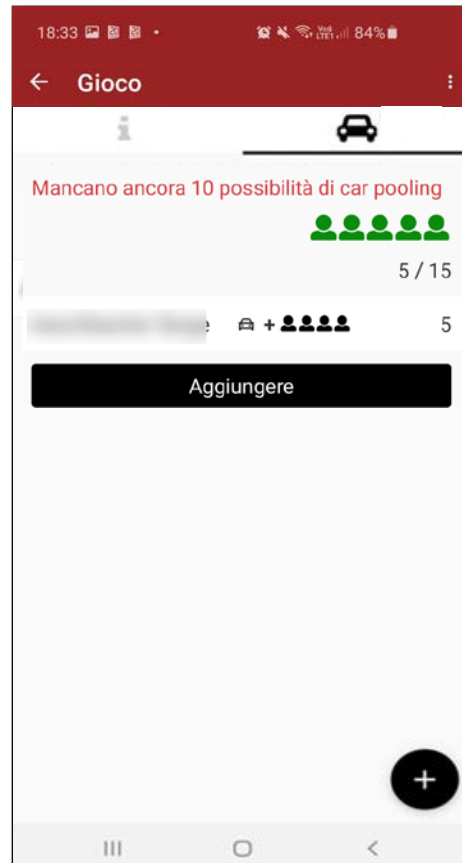 18:33
84%
Gioco
Mancano ancora 10 possibilità di car pooling
5 / 15
+ 5
Aggiungere
+